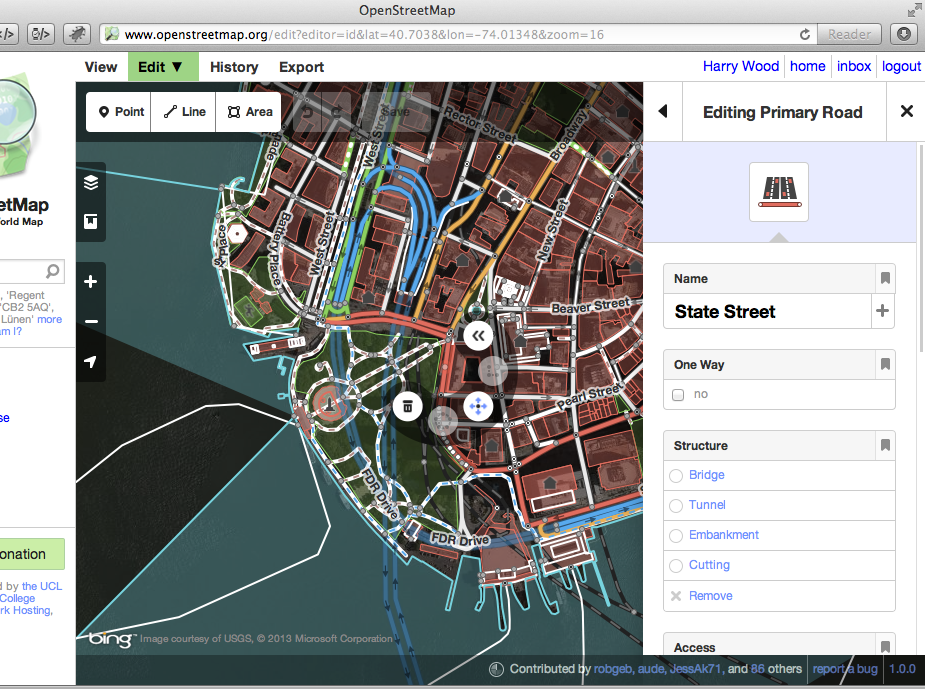 OpenStreetMap
www.openstreetmap.org/edit?editor=id&lat=40.7038&lon=-74.01348&zoom=16
Reader
View
Edit ▼
History
Export
Harry Wood
home
inbox
logout
Point
Line
Area
Save
Editing Primary Road
etMap
orld Map
, 'Regent
'CB2 5AQ',
Lünen' more
am I?
se
onation
d by the UCL
College
rk Hosting,
Rector Street
Broadway
West Street
West Street
Battery Place
Place
New Street
Beaver Street
Pearl Street
FDR Drive
FDR Drive
Name
State Street
One Way
no
Structure
Bridge
Tunnel
Embankment
Cutting
Remove
Access
bing™ Image courtesy of USGS, © 2013 Microsoft Corporation
Contributed by robgeb, aude, JessAk71, and 86 others
report a bug
1.0.0